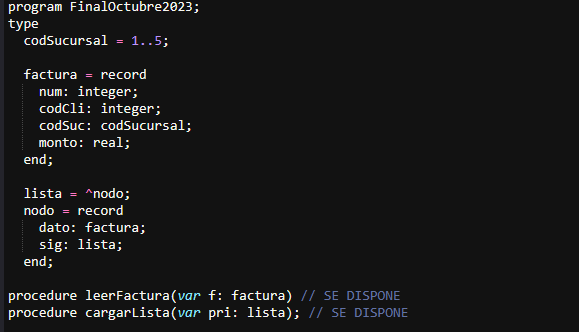 program FinalOctubre2023;
type
  codSucursal = 1..5;

  factura = record
    num: integer;
    codCli: integer;
    codSuc: codSucursal;
    monto: real;
  end;

  lista = ^nodo;
  nodo = record
    dato: factura;
    sig: lista;
  end;

procedure leerFactura(var f: factura) // SE DISPONE
procedure cargarLista(var pri: lista); // SE DISPONE